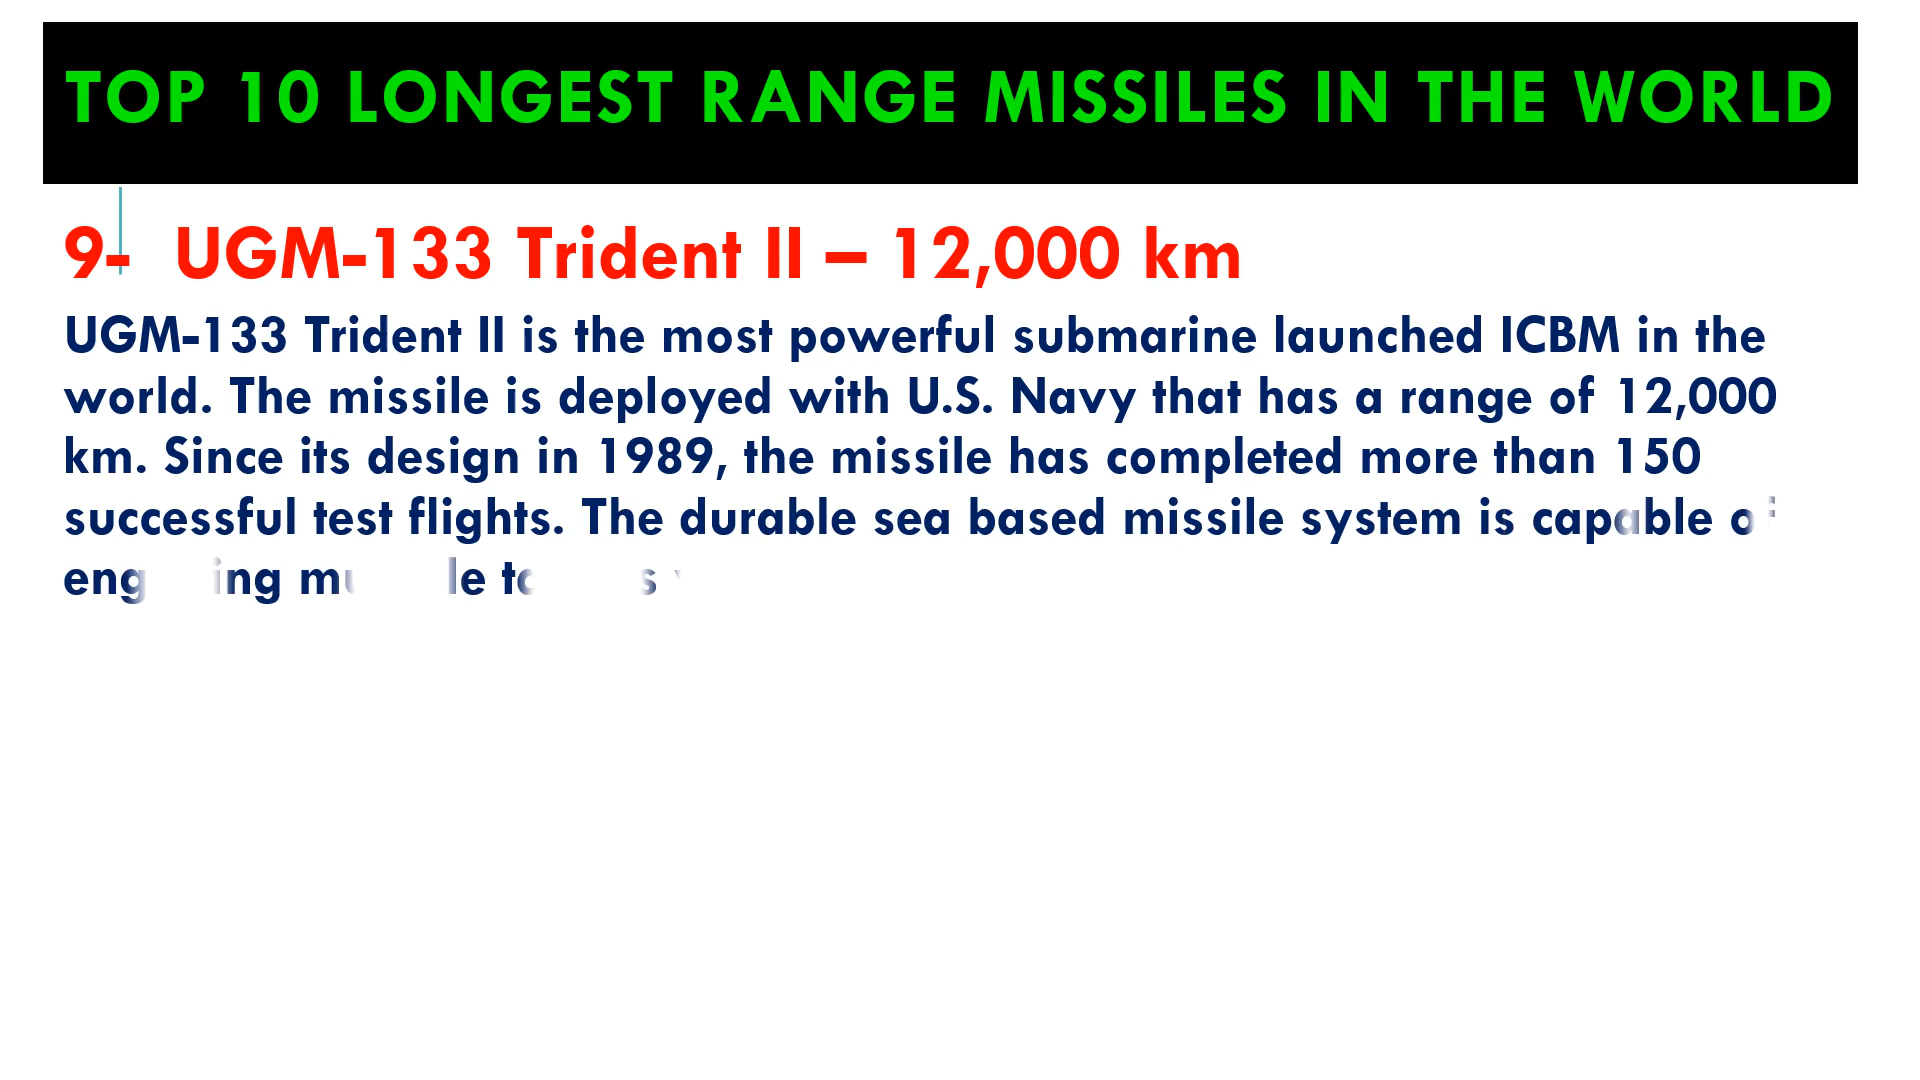 TOP 10 LONGEST RANGE MISSILES IN THE WORLD
9- UGM-133 Trident II – 12,000 km
UGM-133 Trident II is the most powerful submarine launched ICBM in the
world. The missile is deployed with U.S. Navy that has a range of 12,000
km. Since its design in 1989, the missile has completed more than 150
successful test flights. The durable sea based missile system is capable of